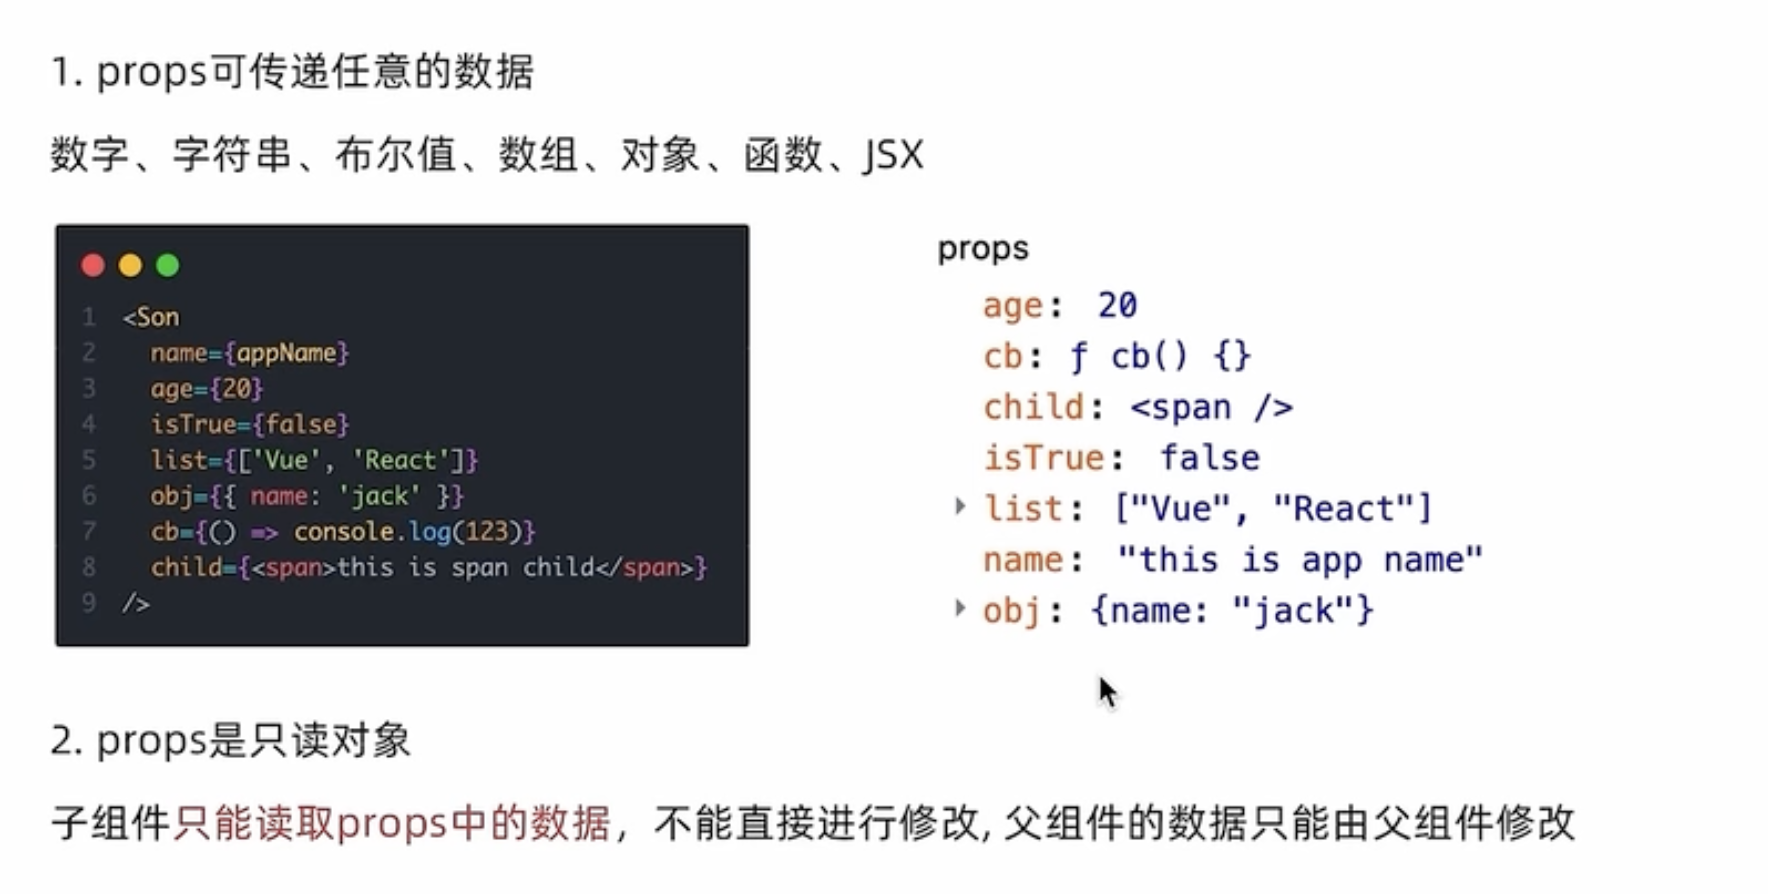 1. props可传递任意的数据
数字、字符串、布尔值、数组、对象、函数、JSX
1 <Son
2 name={appName}
3 age={20}
4 isTrue={false}
5 list={['Vue', 'React']}
6 obj={{ name: 'jack' }}
7 cb={() => console.log(123)}
8 child={<span>this is span child</span>}
9 />
props
age: 20
cb: ƒ cb() {}
child: <span />
isTrue: false
list: ["Vue", "React"]
name: "this is app name"
obj: {name: "jack"}
2. props是只读对象
子组件只能读取props中的数据，不能直接进行修改, 父组件的数据只能由父组件修改